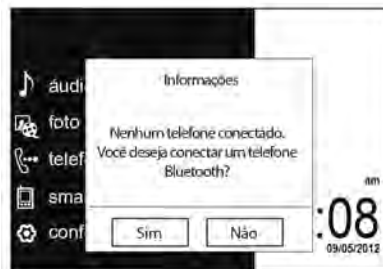 áudi
foto
telef
sma
conf
Informações
Nenhum telefone conectado.
Você deseja conectar um telefone
Bluetooth?
Sim
Não
am
:08
09/05/2012